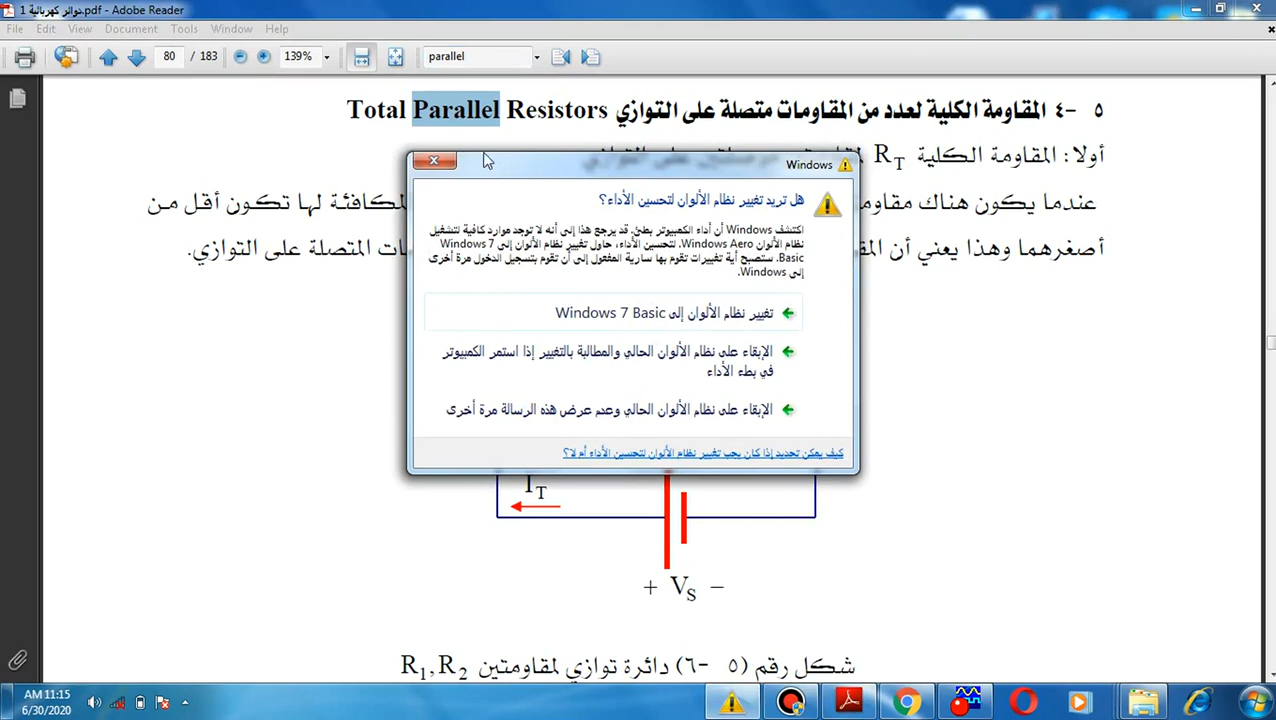 دوائر كهربائية 1.pdf - Adobe Reader
File Edit View Document Tools Window Help
80 / 183 139% parallel
٥ -٤ المقاومة الكلية لعدد من المقاومات متصلة على التوازي Total Parallel Resistors
أولا: المقاومة الكلية RT
عندما يكون هناك مقاوم المكافئة لها تكون أقل من
أصغرهما وهذا يعني أن المق مات المتصلة على التوازي.
Windows
هل تريد تغيير نظام الألوان لتحسين الأداء؟
اكتشف Windows أن أداء الكمبيوتر بطئ. قد يرجع هذا إلى أنه لا توجد موارد كافية لتشغيل
نظام الألوان Windows Aero. لتحسين الأداء، حاول تغيير نظام الألوان إلى Windows 7
Basic. ستصبح أية تغييرات تقوم بها سارية المفعول إلى أن تقوم بتسجيل الدخول مرة أخرى
إلى Windows.
تغيير نظام الألوان إلى Windows 7 Basic
الإبقاء على نظام الألوان الحالي والمطالبة بالتغيير إذا استمر الكمبيوتر
في بطء الأداء
الإبقاء على نظام الألوان الحالي وعدم عرض هذه الرسالة مرة أخرى
كيف يمكن تحديد إذا كان يجب تغيير نظام الألوان لتحسين الأداء أم لا؟
IT
+ VS −
شكل رقم (٥ -٦) دائرة توازي لمقاومتين R1, R2
AM 11:15
6/30/2020